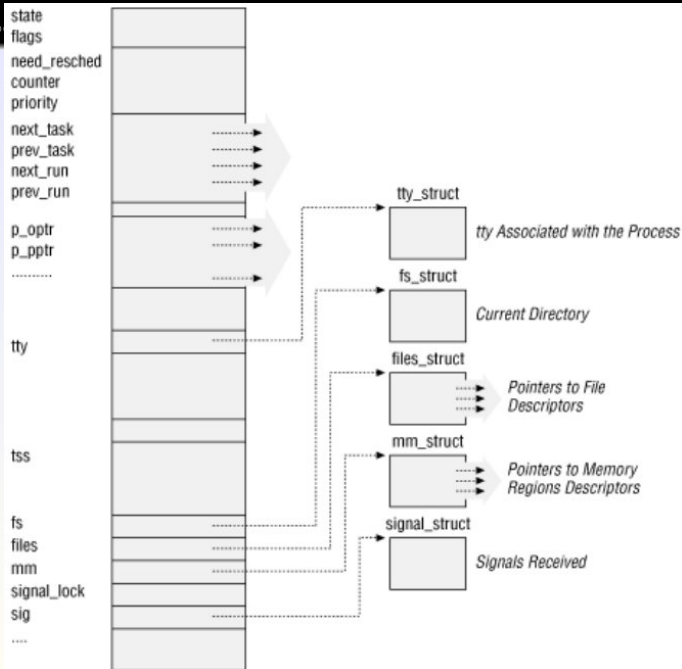 state
flags
need_resched
counter
priority
next_task
prev_task
next_run
prev_run
p_optr
p_pptr
..........
tty
tss
fs
files
mm
signal_lock
sig
....
tty_struct
tty Associated with the Process
fs_struct
Current Directory
files_struct
Pointers to File
Descriptors
mm_struct
Pointers to Memory
Regions Descriptors
signal_struct
Signals Received